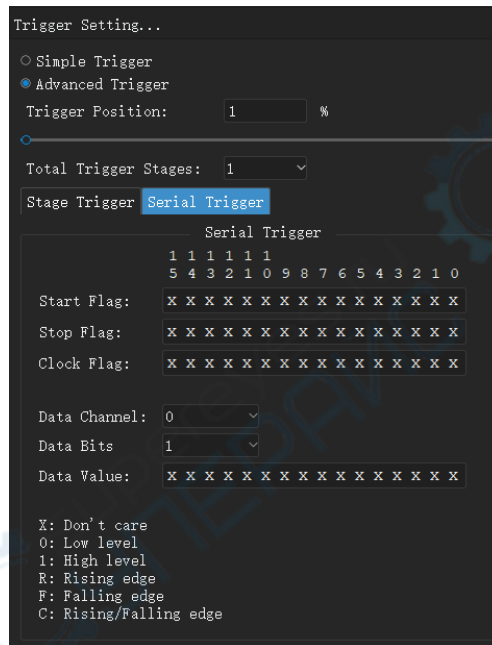 Trigger Setting...
Simple Trigger
Advanced Trigger
Trigger Position: 1 %
Total Trigger Stages: 1
Stage Trigger Serial Trigger
Serial Trigger
1 1 1 1 1 1
5 4 3 2 1 0 9 8 7 6 5 4 3 2 1 0
Start Flag: X X X X X X X X X X X X X X X X
Stop Flag: X X X X X X X X X X X X X X X X
Clock Flag: X X X X X X X X X X X X X X X X
Data Channel: 0
Data Bits 1
Data Value: X X X X X X X X X X X X X X X X
X: Don't care
0: Low level
1: High level
R: Rising edge
F: Falling edge
C: Rising/Falling edge